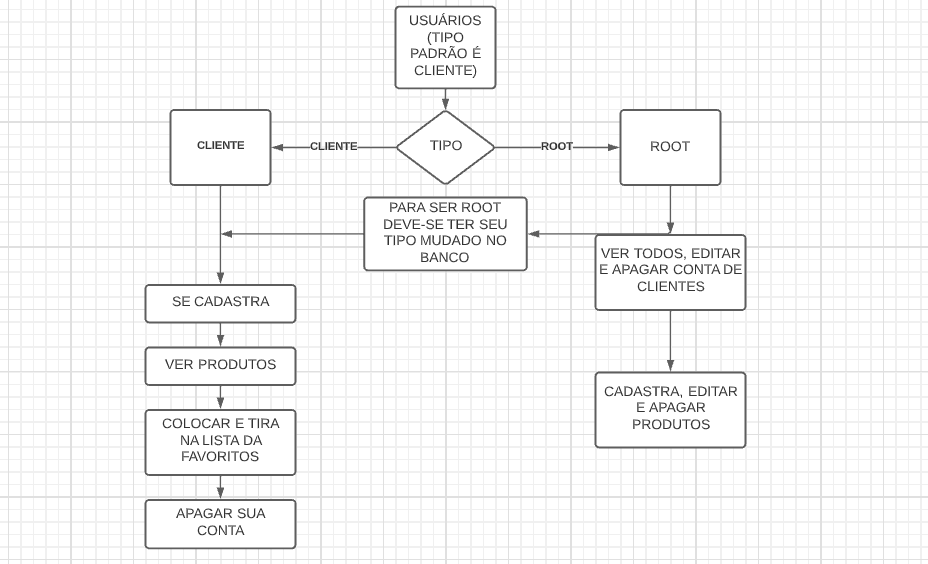 USUÁRIOS
(TIPO
PADRÃO É
CLIENTE)
CLIENTE
CLIENTE
TIPO
ROOT
ROOT
PARA SER ROOT
DEVE-SE TER SEU
TIPO MUDADO NO
BANCO
VER TODOS, EDITAR
E APAGAR CONTA DE
CLIENTES
SE CADASTRA
VER PRODUTOS
COLOCAR E TIRA
NA LISTA DA
FAVORITOS
CADASTRA, EDITAR
E APAGAR
PRODUTOS
APAGAR SUA
CONTA